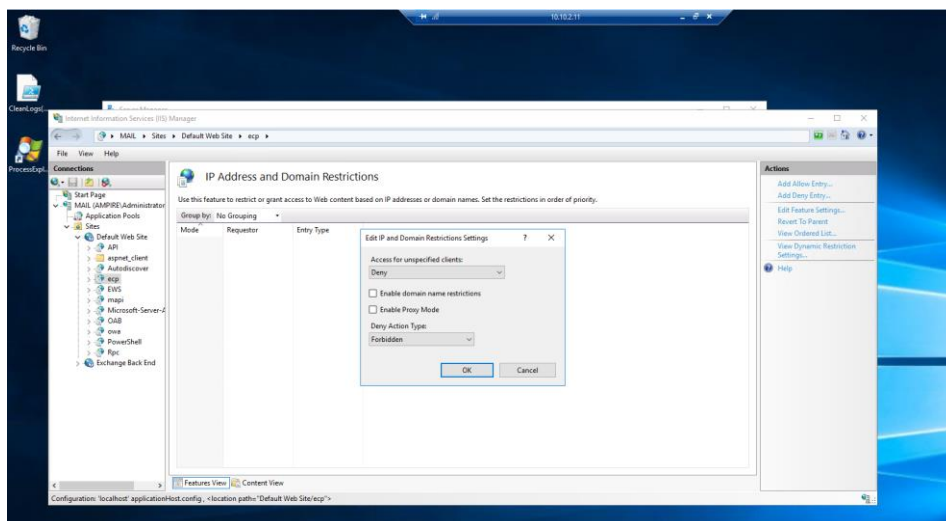 10.10.2.11
Recycle Bin
CleanLogs(...
ProcessExpl...
Internet Information Services (IIS) Manager
MAIL ▸ Sites ▸ Default Web Site ▸ ecp ▸
File View Help
Connections
Start Page
MAIL (AMPIRE\Administrator
Application Pools
Sites
Default Web Site
API
aspnet_client
Autodiscover
ecp
EWS
mapi
Microsoft-Server-A
OAB
owa
PowerShell
Rpc
Exchange Back End
IP Address and Domain Restrictions
Use this feature to restrict or grant access to Web content based on IP addresses or domain names. Set the restrictions in order of priority.
Group by: No Grouping
Mode Requestor Entry Type
Edit IP and Domain Restrictions Settings ? ×
Access for unspecified clients:
Deny
Enable domain name restrictions
Enable Proxy Mode
Deny Action Type:
Forbidden
OK Cancel
Actions
Add Allow Entry...
Add Deny Entry...
Edit Feature Settings...
Revert To Parent
View Ordered List...
View Dynamic Restriction
Settings...
Help
Features View Content View
Configuration: 'localhost' applicationHost.config , <location path="Default Web Site/ecp">